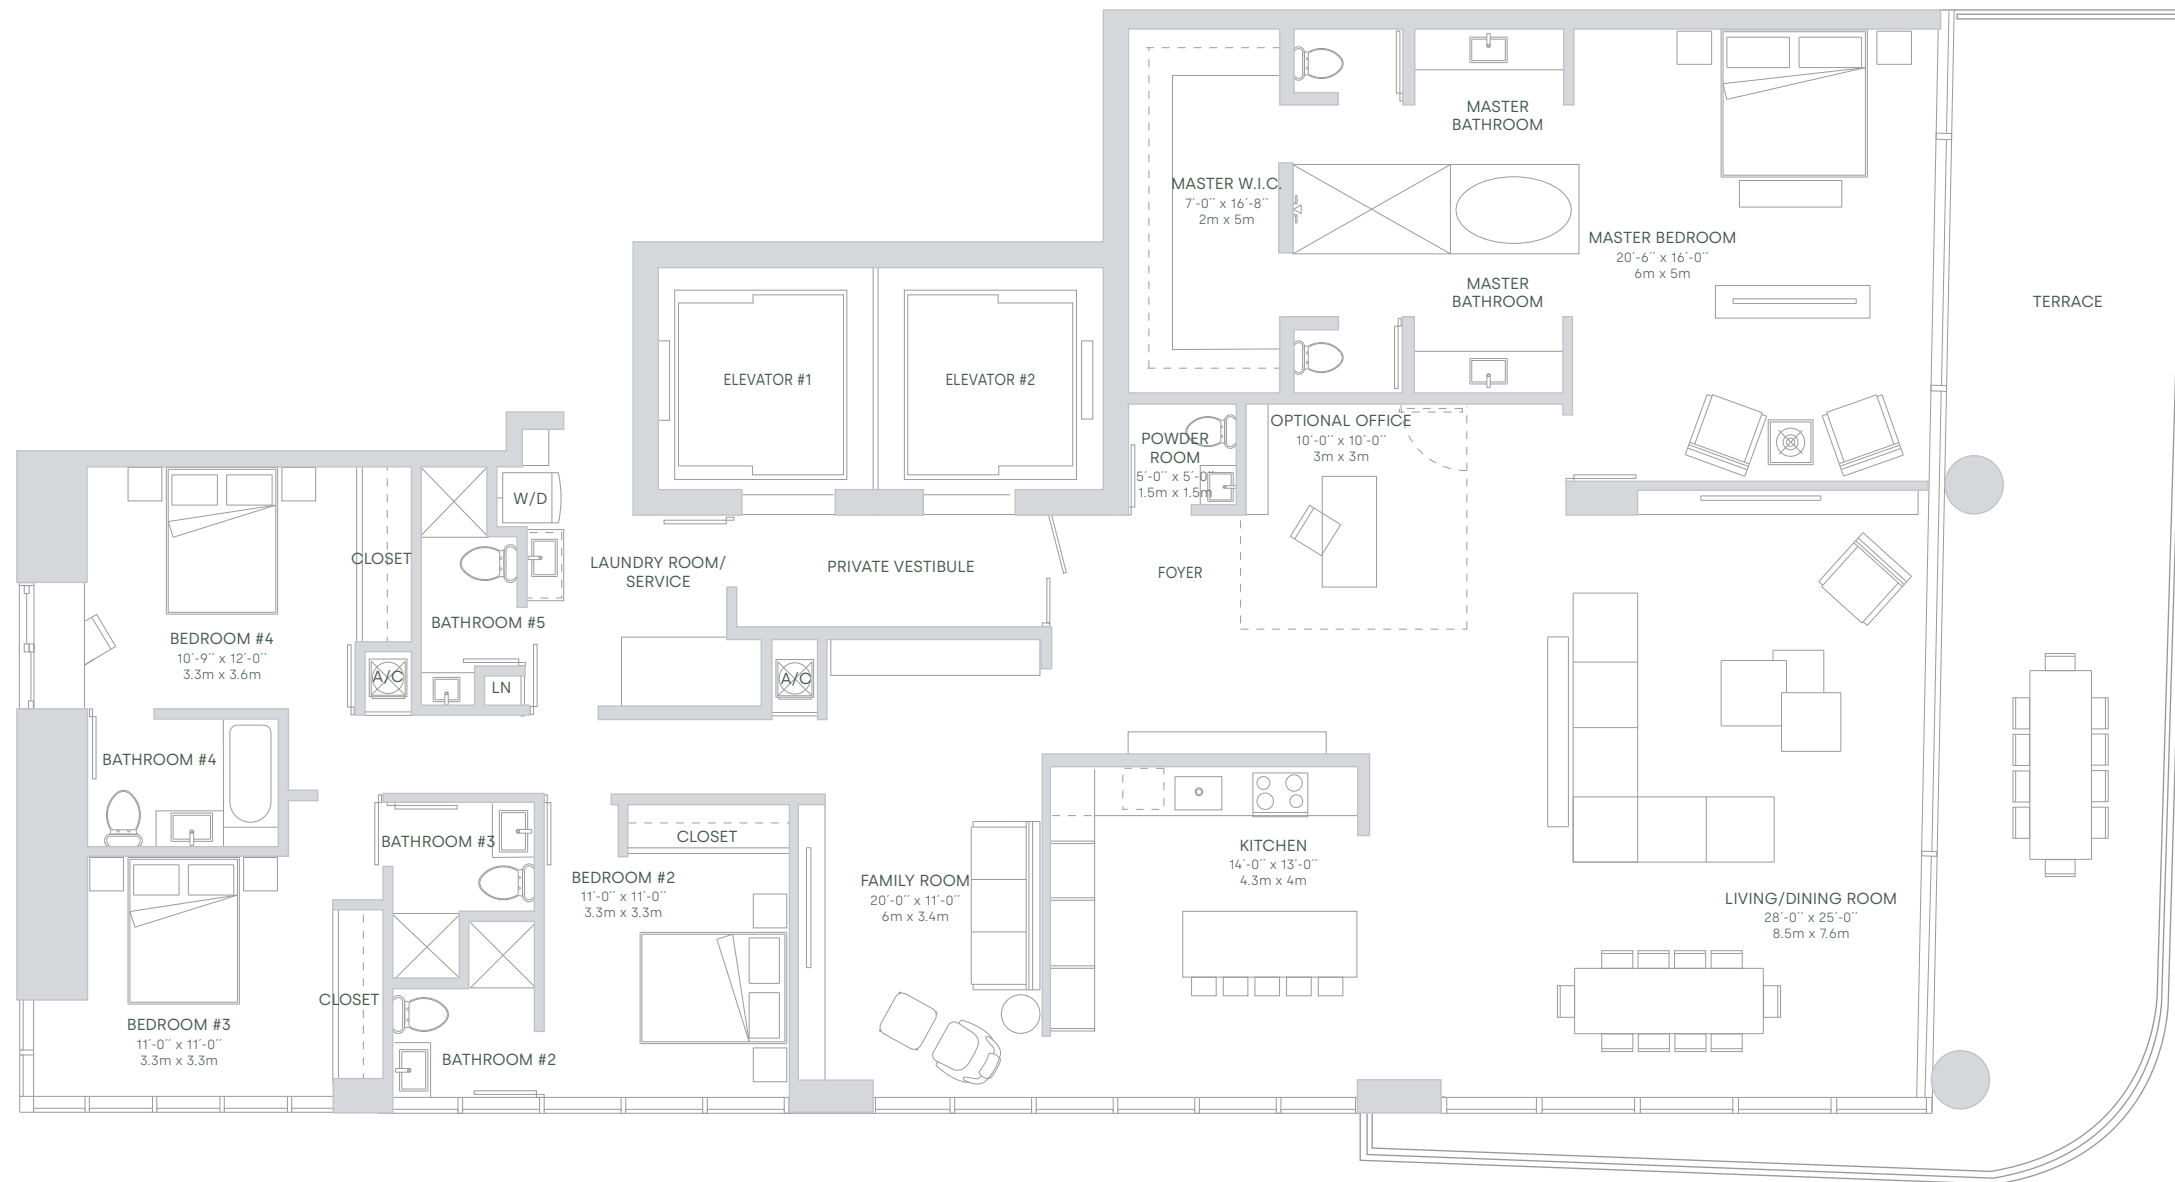 MASTER
BATHROOM
MASTER W.I.C.
7´-0´´ x 16´-8´´
2m x 5m
MASTER BEDROOM
20´-6´´ x 16´-0´´
6m x 5m
MASTER
BATHROOM
TERRACE
ELEVATOR #1
ELEVATOR #2
OPTIONAL OFFICE
10´-0´´ x 10´-0´´
3m x 3m
POWDER
ROOM
5´-0´´ x 5´-0´´
1.5m x 1.5m
W/D
CLOSET
LAUNDRY ROOM/
SERVICE
PRIVATE VESTIBULE
FOYER
BATHROOM #5
BEDROOM #4
10´-9´´ x 12´-0´´
3.3m x 3.6m
A/C
LN
A/C
BATHROOM #4
BATHROOM #3
CLOSET
KITCHEN
14´-0´´ x 13´-0´´
4.3m x 4m
BEDROOM #2
11´-0´´ x 11´-0´´
3.3m x 3.3m
FAMILY ROOM
20´-0´´ x 11´-0´´
6m x 3.4m
LIVING/DINING ROOM
28´-0´´ x 25´-0´´
8.5m x 7.6m
CLOSET
BEDROOM #3
11´-0´´ x 11´-0´´
3.3m x 3.3m
BATHROOM #2